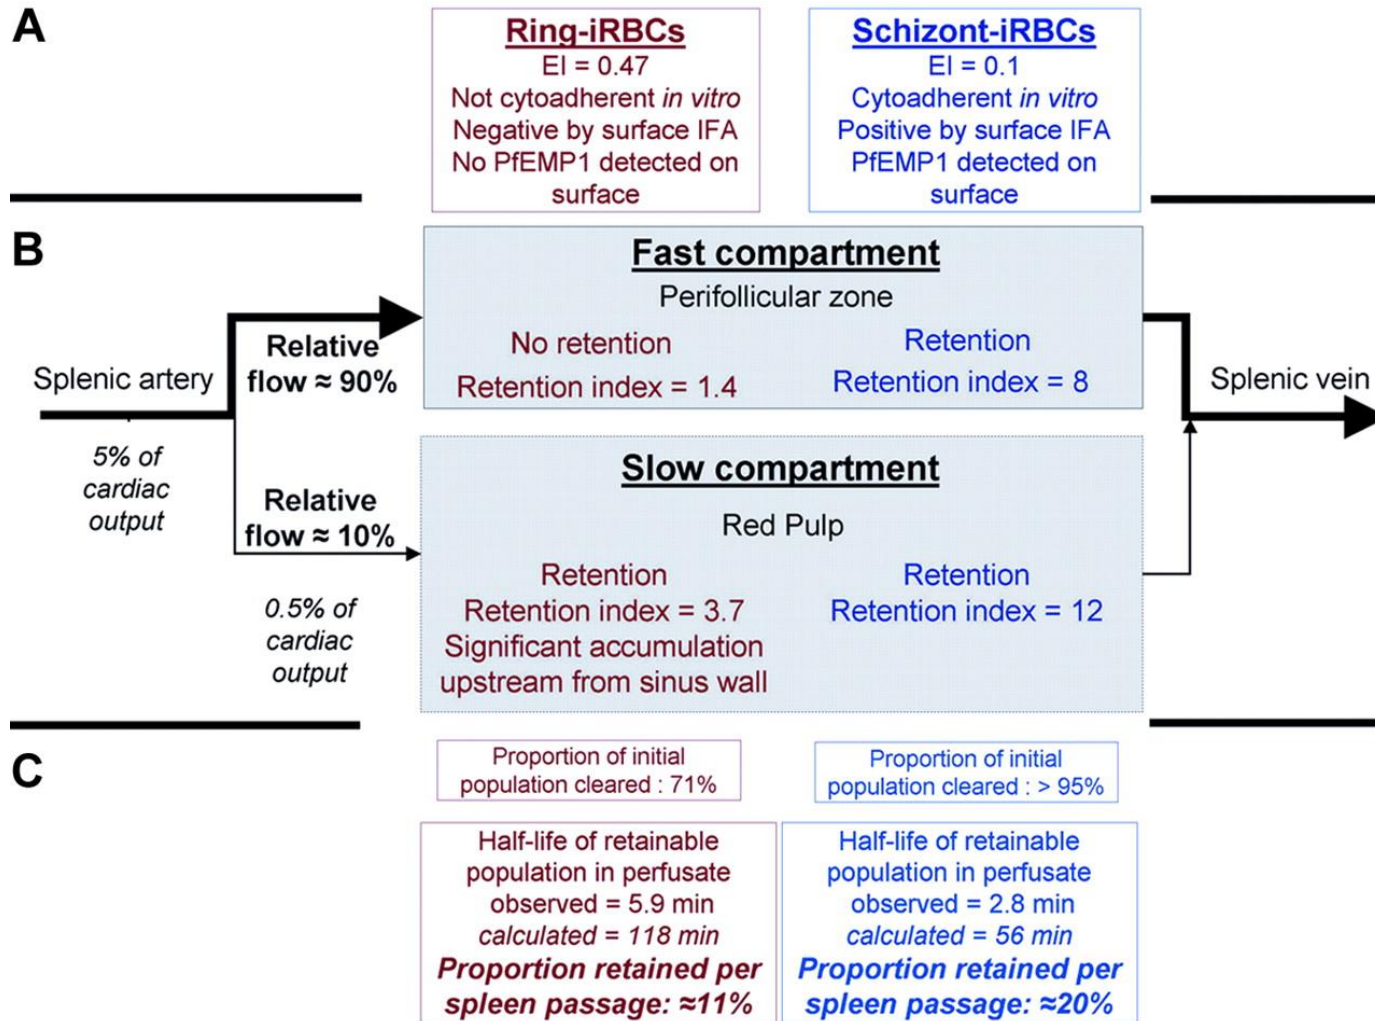 A
Ring-iRBCs
EI = 0.47
Not cytoadherent in vitro
Negative by surface IFA
No PfEMP1 detected on
surface
Schizont-iRBCs
EI = 0.1
Cytoadherent in vitro
Positive by surface IFA
PfEMP1 detected on
surface
B
Splenic artery
5% of
cardiac
output
Relative
flow ≈ 90%
Relative
flow ≈ 10%
0.5% of
cardiac
output
Fast compartment
Perifollicular zone
No retention
Retention index = 1.4
Retention
Retention index = 8
Slow compartment
Red Pulp
Retention
Retention index = 3.7
Significant accumulation
upstream from sinus wall
Retention
Retention index = 12
Splenic vein
C
Proportion of initial
population cleared : 71%
Proportion of initial
population cleared : > 95%
Half-life of retainable
population in perfusate
observed = 5.9 min
calculated = 118 min
Proportion retained per
spleen passage: ≈11%
Half-life of retainable
population in perfusate
observed = 2.8 min
calculated = 56 min
Proportion retained per
spleen passage: ≈20%